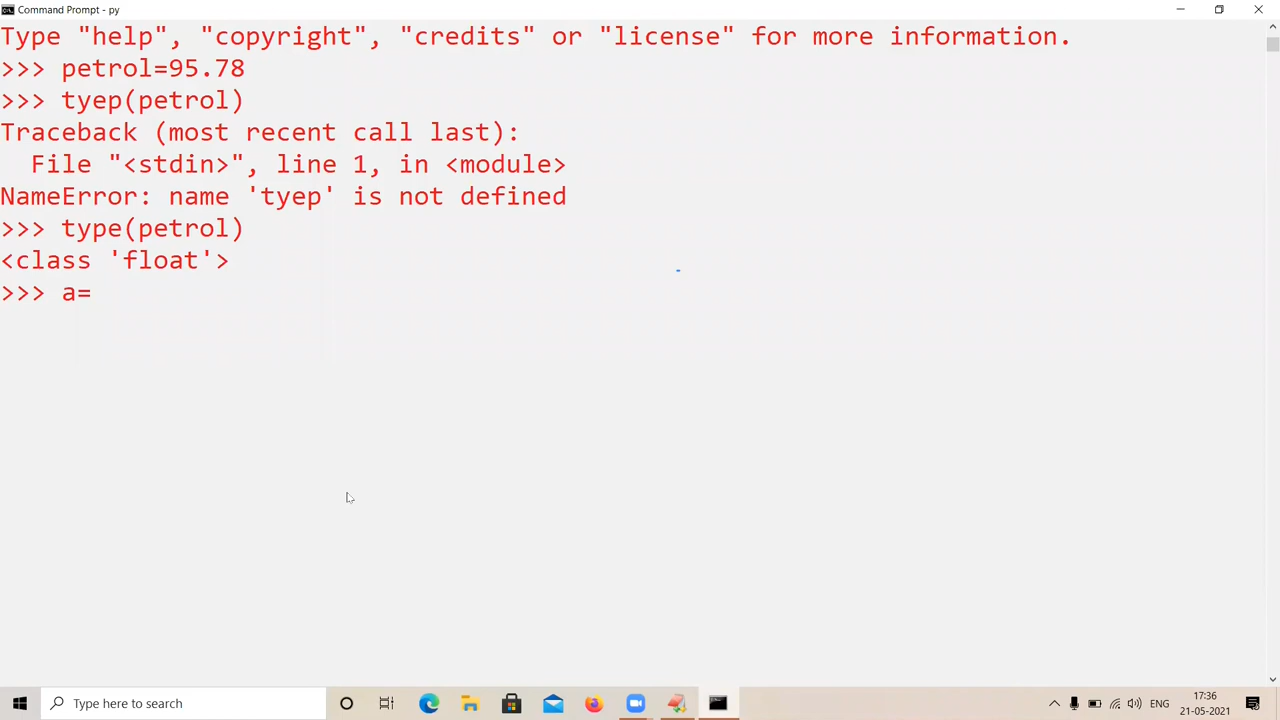 Command Prompt - py
Type "help", "copyright", "credits" or "license" for more information.
>>> petrol=95.78
>>> tyep(petrol)
Traceback (most recent call last):
  File "<stdin>", line 1, in <module>
NameError: name 'tyep' is not defined
>>> type(petrol)
<class 'float'>
>>> a=
Type here to search
ENG
17:36
21-05-2021